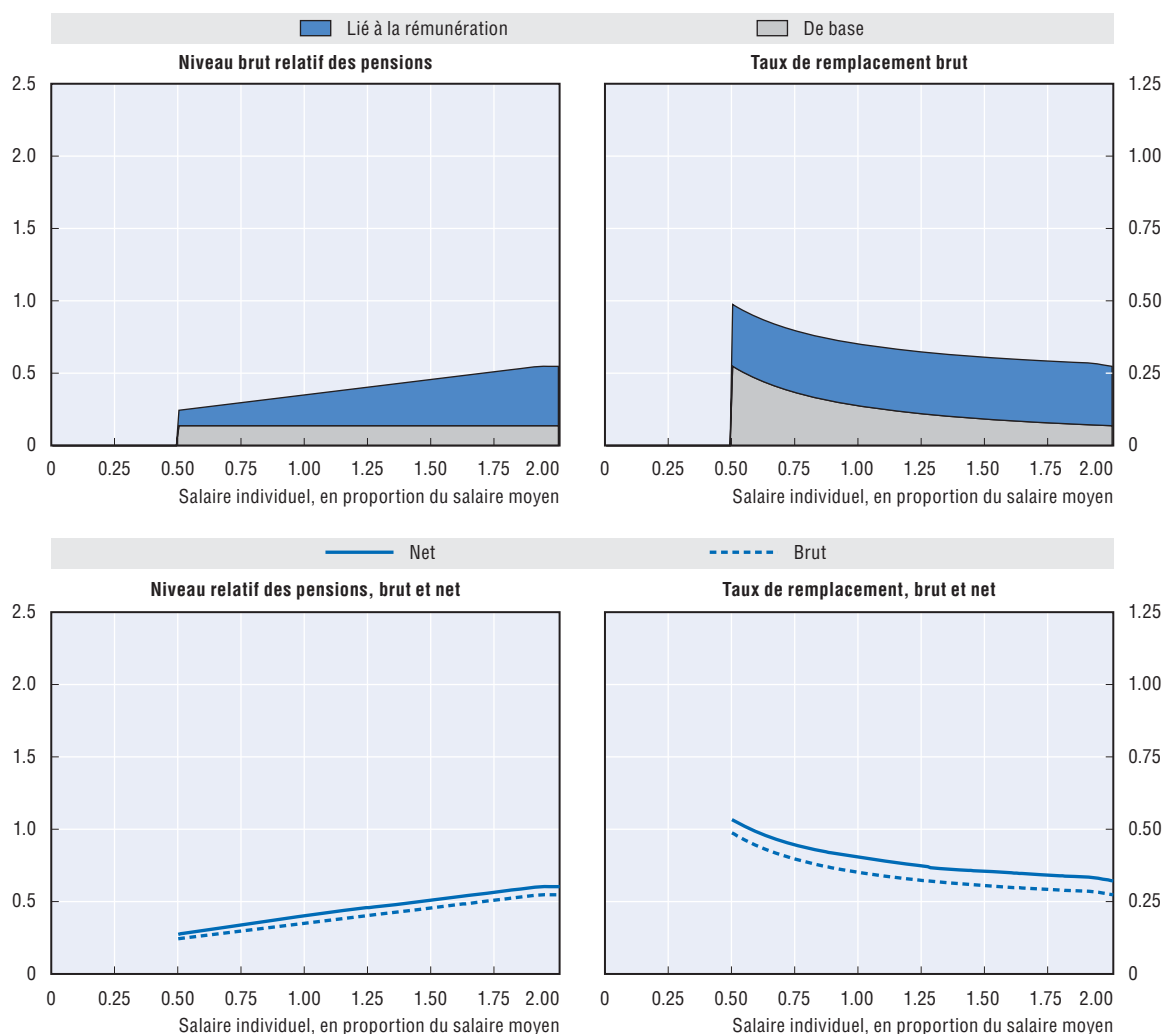 Lié à la rémunération De base
Niveau brut relatif des pensions
2.5
2.0
1.5
1.0
0.5
0
0 0.25 0.50 0.75 1.00 1.25 1.50 1.75 2.00
Salaire individuel, en proportion du salaire moyen
Taux de remplacement brut
1.25
1.00
0.75
0.50
0.25
0
0 0.25 0.50 0.75 1.00 1.25 1.50 1.75 2.00
Salaire individuel, en proportion du salaire moyen
Net Brut
Niveau relatif des pensions, brut et net
2.5
2.0
1.5
1.0
0.5
0
0 0.25 0.50 0.75 1.00 1.25 1.50 1.75 2.00
Salaire individuel, en proportion du salaire moyen
Taux de remplacement, brut et net
1.25
1.00
0.75
0.50
0.25
0
0 0.25 0.50 0.75 1.00 1.25 1.50 1.75 2.00
Salaire individuel, en proportion du salaire moyen